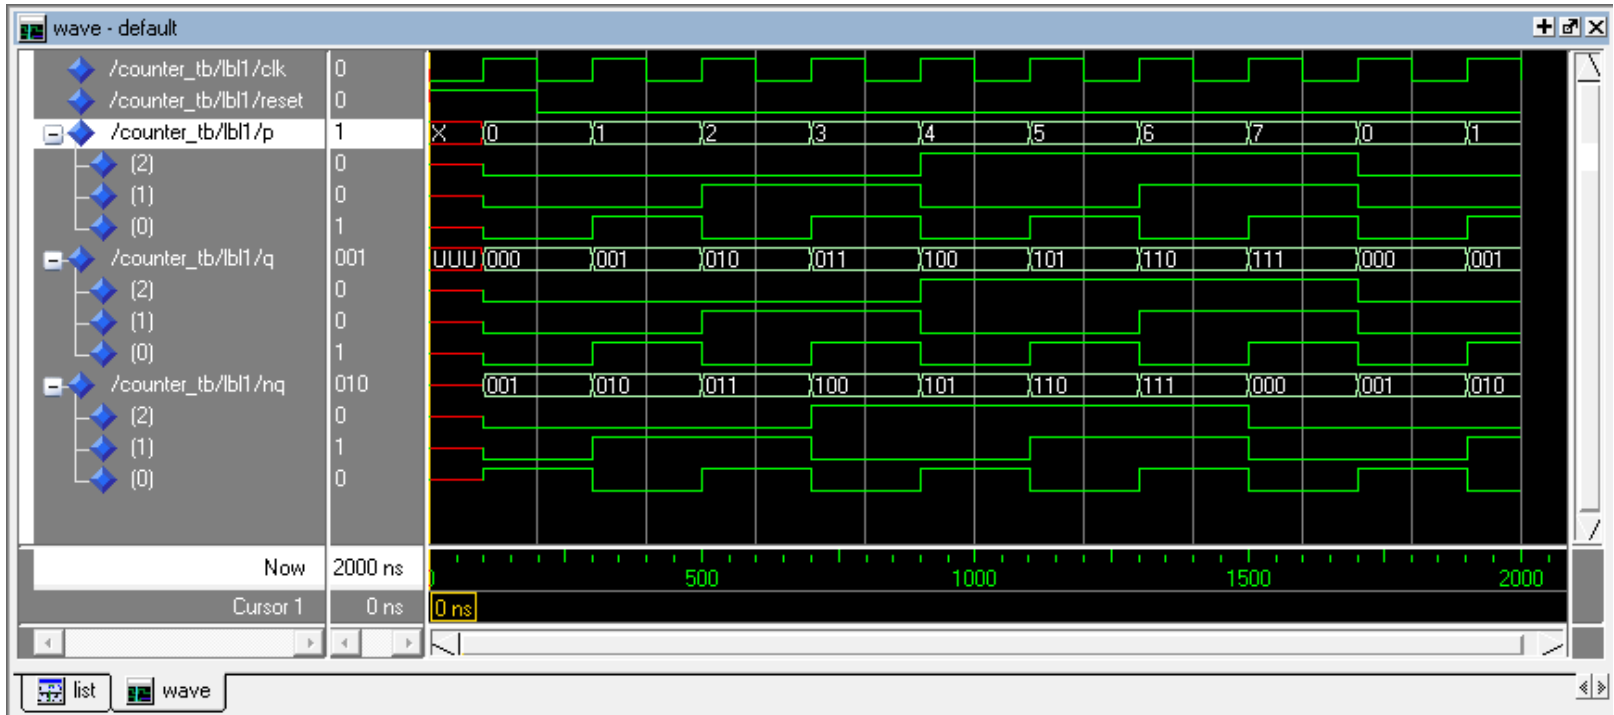 wave - default
/counter_tb/lbl1/clk 0
/counter_tb/lbl1/reset 0
/counter_tb/lbl1/p 1 X 0 1 2 3 4 5 6 7 0 1
(2) 0
(1) 0
(0) 1
/counter_tb/lbl1/q 001 UUU 000 001 010 011 100 101 110 111 000 001
(2) 0
(1) 0
(0) 1
/counter_tb/lbl1/nq 010 001 010 011 100 101 110 111 000 001 010
(2) 0
(1) 1
(0) 0
Now 2000 ns 0 500 1000 1500 2000
Cursor 1 0 ns 0 ns
list wave